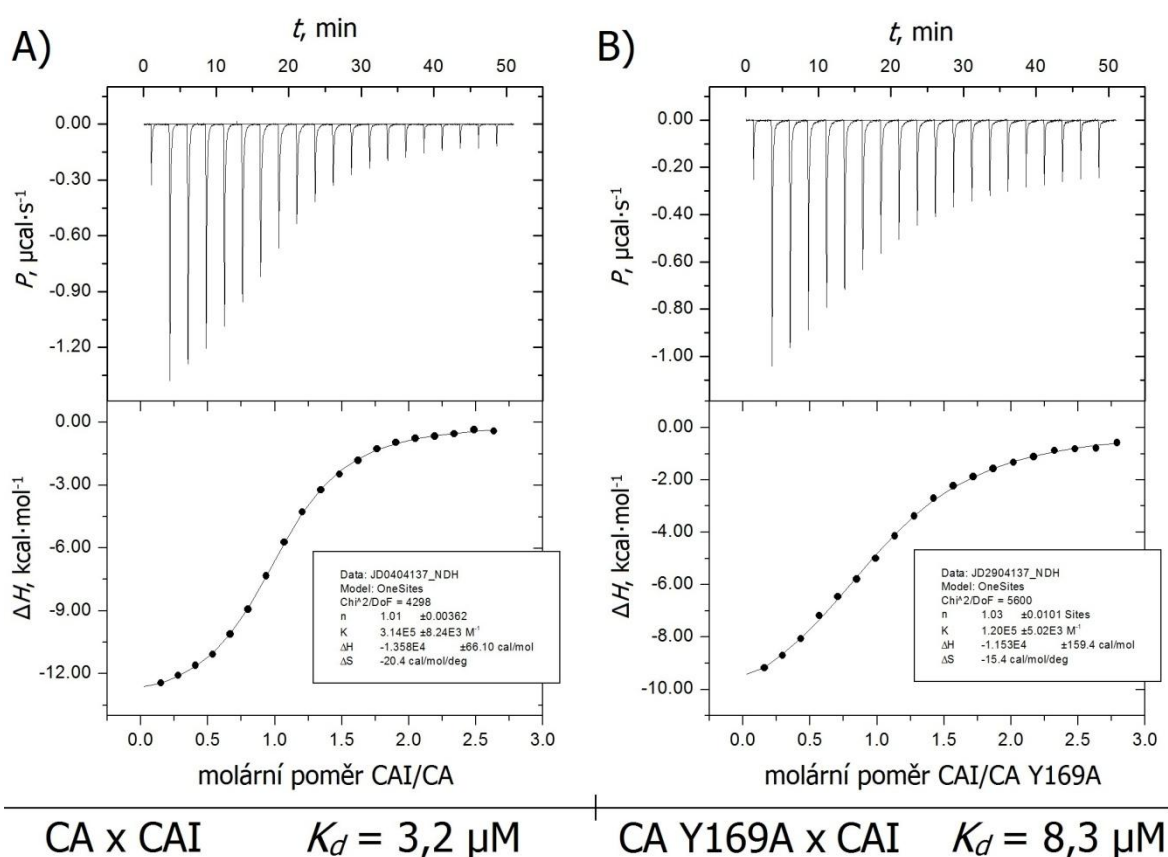 A)
t, min
0 10 20 30 40 50
0.00
-0.30
-0.60
-0.90
-1.20
P, µcal·s⁻¹
0.00
-3.00
-6.00
-9.00
-12.00
ΔH, kcal·mol⁻¹
Data: JD0404137_NDH
Model: OneSites
Chi^2/DoF = 4298
n 1.01 ±0.00362
K 3.14E5 ±8.24E3 M⁻¹
ΔH -1.358E4 ±66.10 cal/mol
ΔS -20.4 cal/mol/deg
0.0 0.5 1.0 1.5 2.0 2.5 3.0
molární poměr CAI/CA
CA x CAI Kd = 3,2 µM
B)
t, min
0 10 20 30 40 50
0.00
-0.20
-0.40
-0.60
-0.80
-1.00
P, µcal·s⁻¹
0.00
-2.00
-4.00
-6.00
-8.00
-10.00
ΔH, kcal·mol⁻¹
Data: JD2904137_NDH
Model: OneSites
Chi^2/DoF = 5600
n 1.03 ±0.0101 Sites
K 1.20E5 ±5.02E3 M⁻¹
ΔH -1.153E4 ±159.4 cal/mol
ΔS -15.4 cal/mol/deg
0.0 0.5 1.0 1.5 2.0 2.5 3.0
molární poměr CAI/CA Y169A
CA Y169A x CAI Kd = 8,3 µM